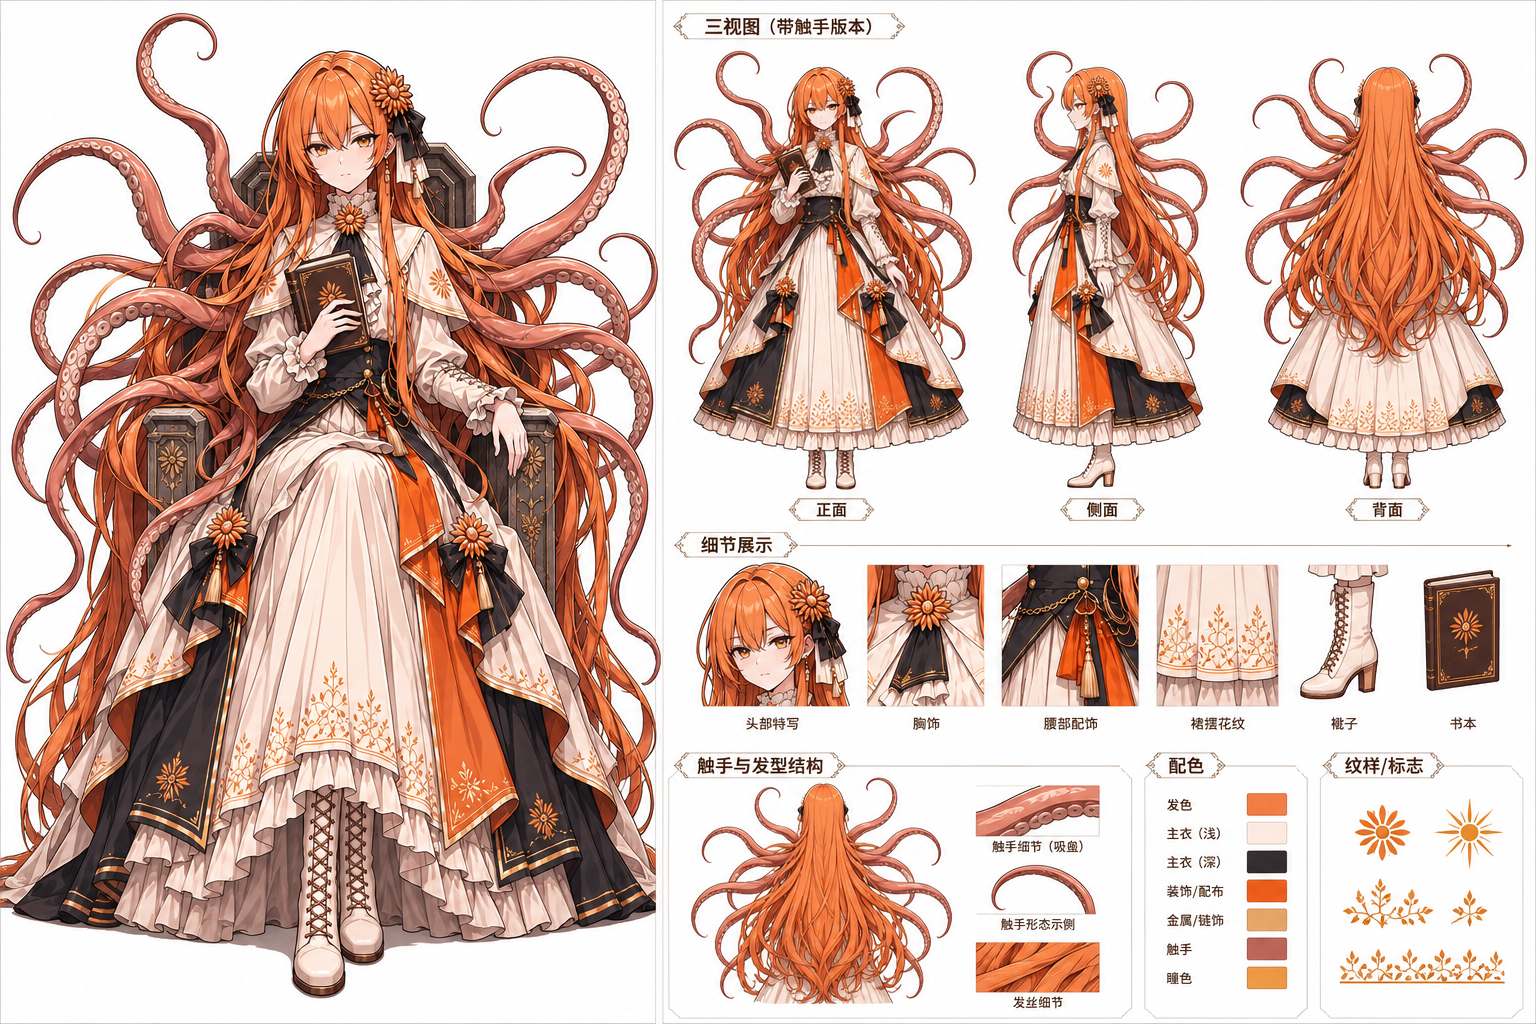 三视图（带触手版本）
正面
侧面
背面
细节展示
头部特写
胸饰
腰部配饰
裙摆花纹
靴子
书本
触手与发型结构
触手细节（吸盘）
触手形态示例
发丝细节
配色
发色
主衣（浅）
主衣（深）
装饰/配布
金属/链饰
触手
瞳色
纹样/标志